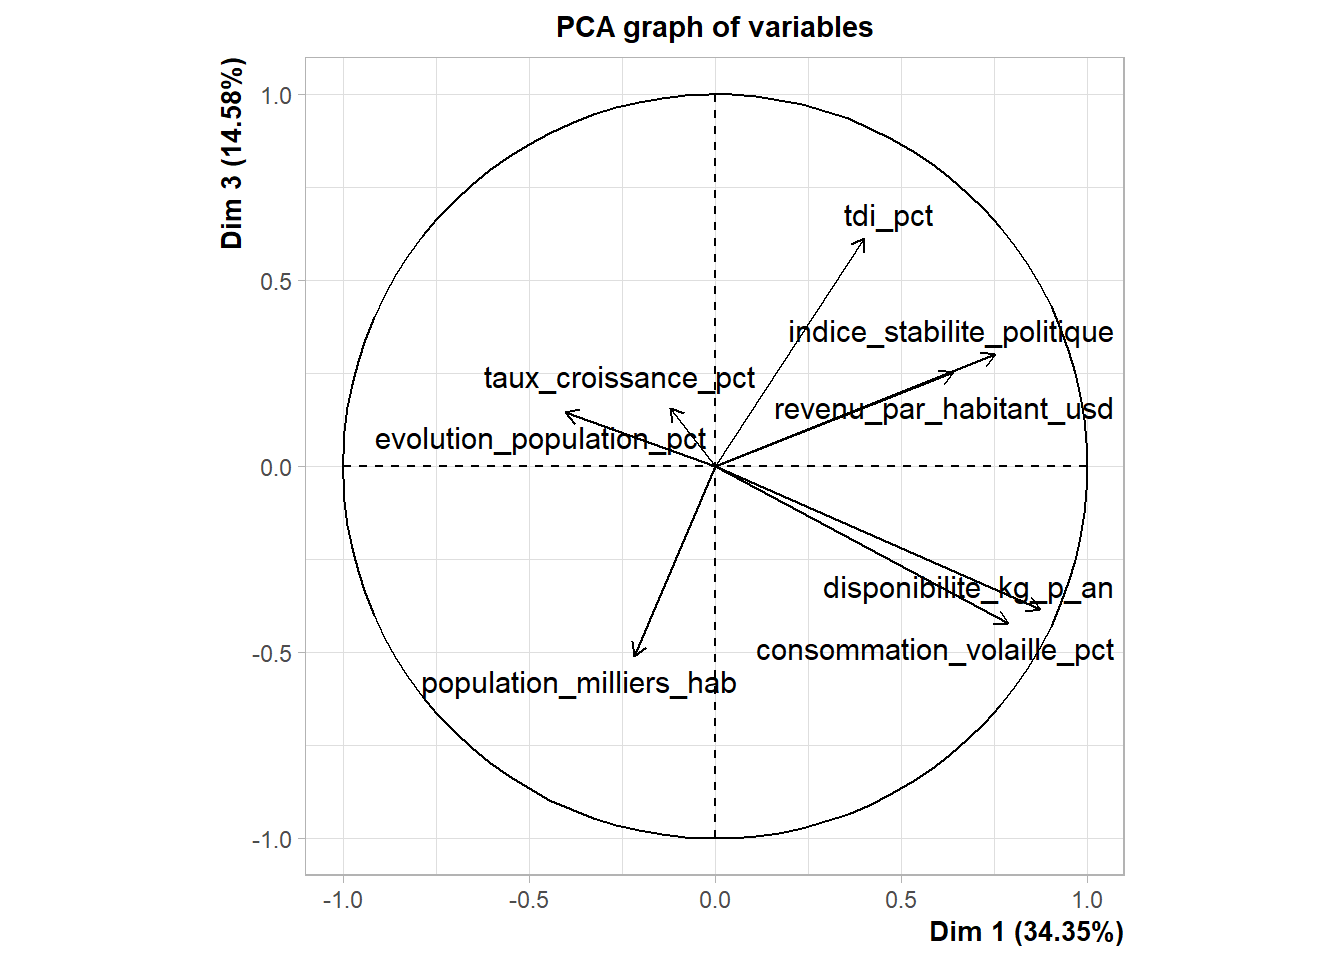 PCA graph of variables
Dim 3 (14.58%)
1.0
0.5
0.0
-0.5
-1.0
tdi_pct
indice_stabilite_politique
taux_croissance_pct
revenu_par_habitant_usd
evolution_population_pct
disponibilite_kg_p_an
consommation_volaille_pct
population_milliers_hab
-1.0
-0.5
0.0
0.5
1.0
Dim 1 (34.35%)